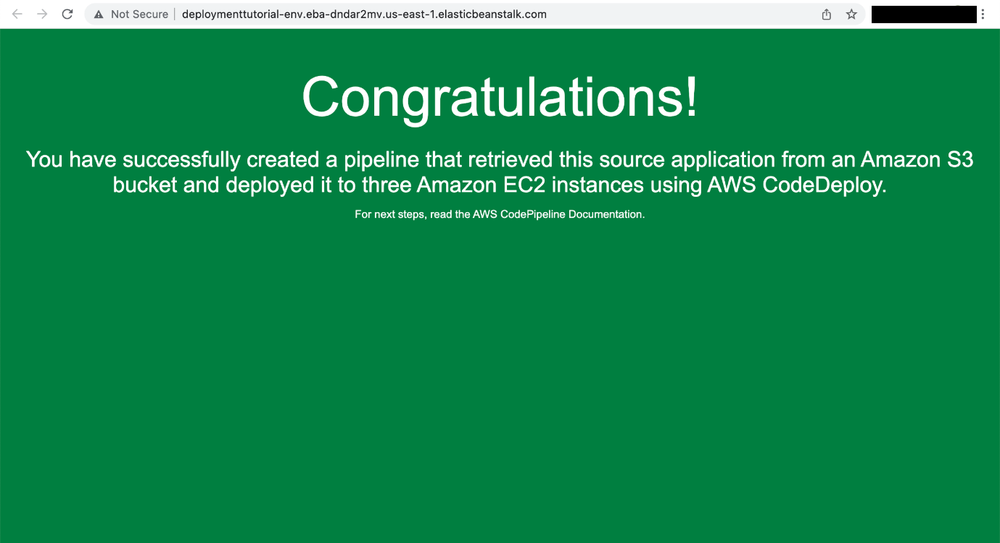 Not Secure deploymenttutorial-env.eba-dndar2mv.us-east-1.elasticbeanstalk.com
Congratulations!
You have successfully created a pipeline that retrieved this source application from an Amazon S3
bucket and deployed it to three Amazon EC2 instances using AWS CodeDeploy.
For next steps, read the AWS CodePipeline Documentation.